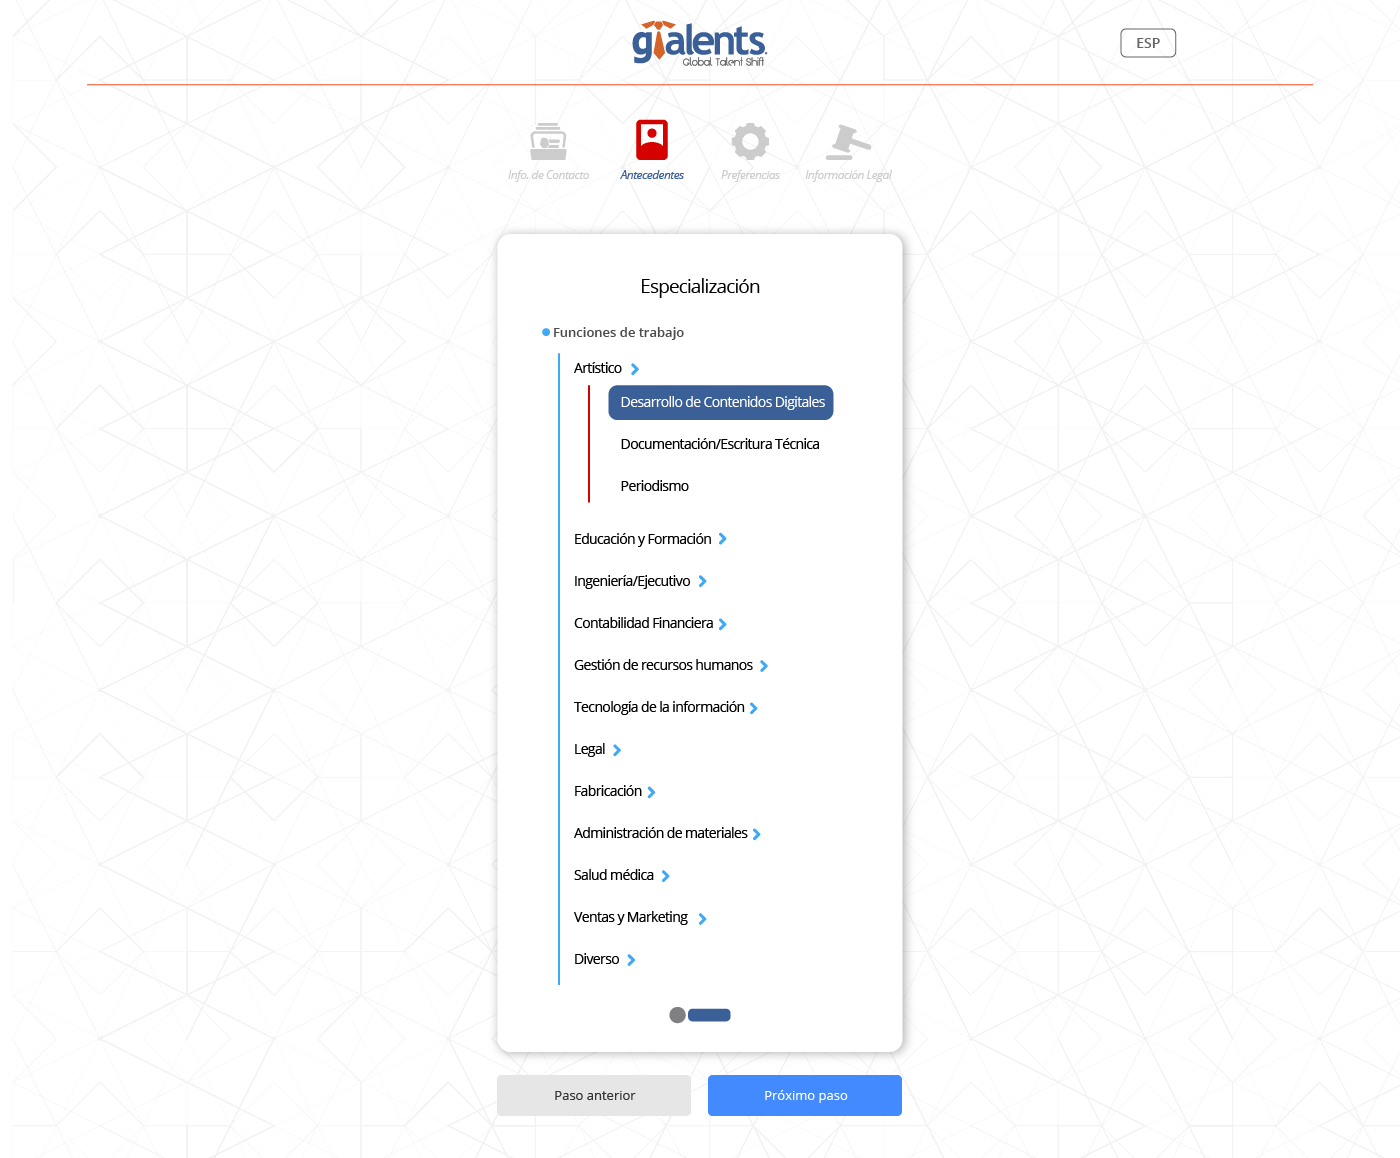 gtalents.
Global Talent Shift
ESP
Info. de Contacto
Antecedentes
Preferencias
Información Legal
Especialización
Funciones de trabajo
Artístico
Desarrollo de Contenidos Digitales
Documentación/Escritura Técnica
Periodismo
Educación y Formación
Ingeniería/Ejecutivo
Contabilidad Financiera
Gestión de recursos humanos
Tecnología de la información
Legal
Fabricación
Administración de materiales
Salud médica
Ventas y Marketing
Diverso
Paso anterior
Próximo paso